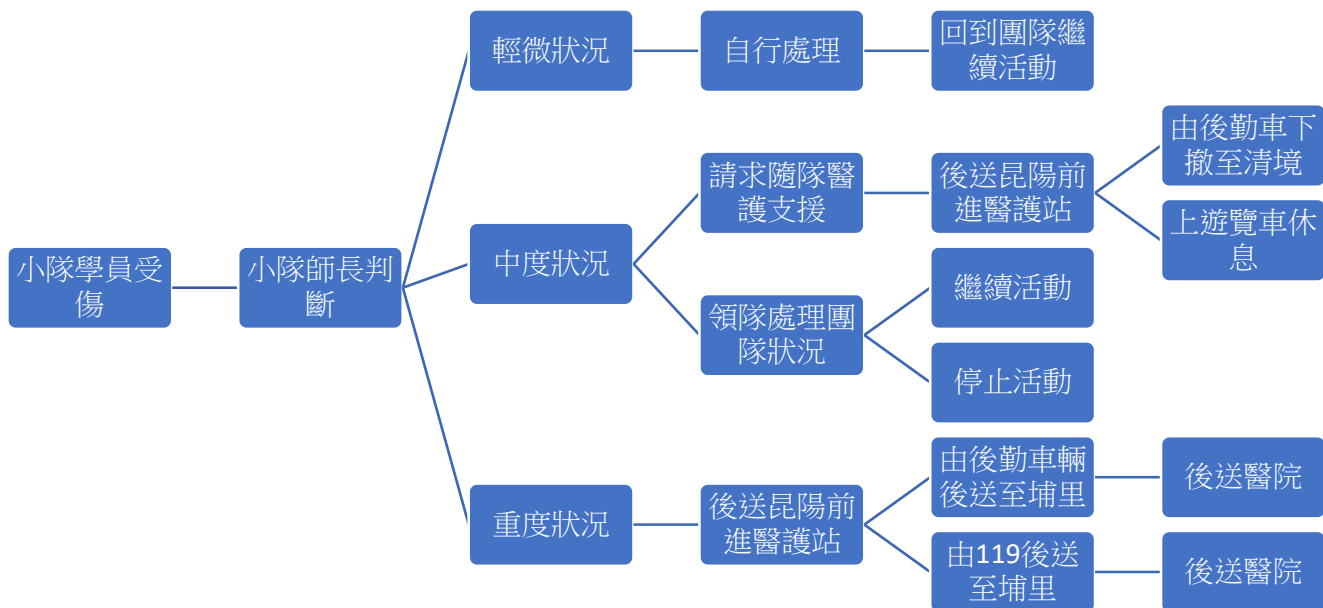 小隊學員受
傷
小隊師長判
斷
輕微狀況
自行處理
回到團隊繼
續活動
中度狀況
請求隨隊醫
護支援
後送昆陽前
進醫護站
由後勤車下
撤至清境
上遊覽車休
息
領隊處理團
隊狀況
繼續活動
停止活動
重度狀況
後送昆陽前
進醫護站
由後勤車輛
後送至埔里
後送醫院
由119後送
至埔里
後送醫院